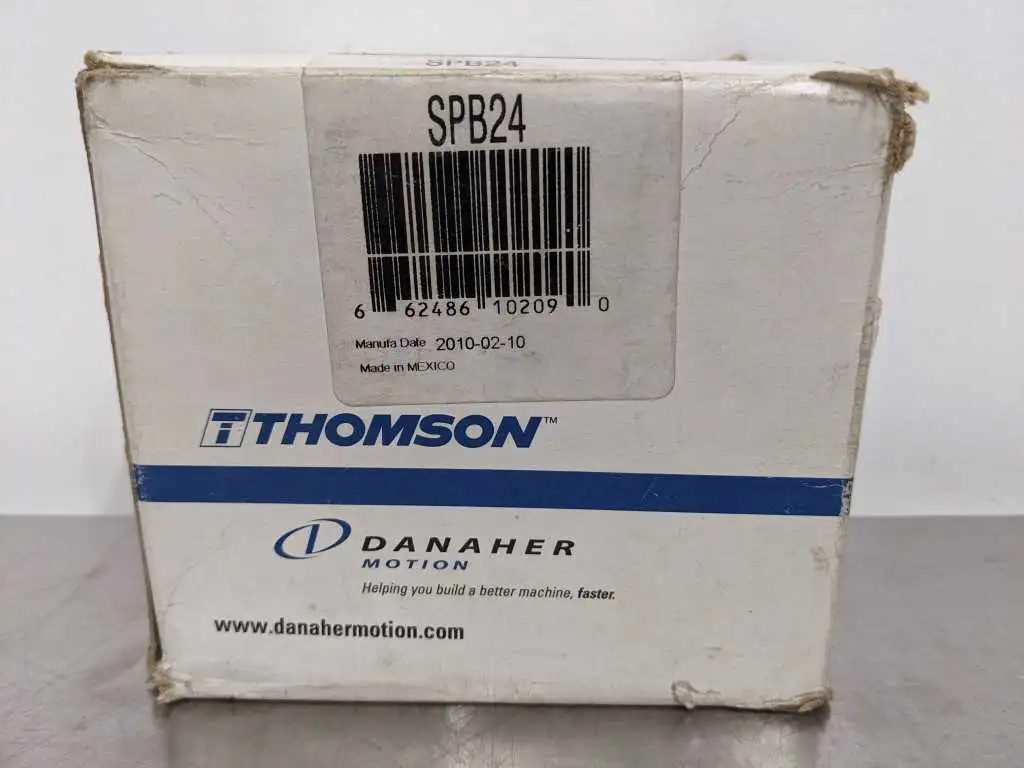 SPB24
SPB24
6 62486 10209 0
Manufa Date 2010-02-10
Made in MEXICO
THOMSON™
DANAHER
MOTION
Helping you build a better machine, faster.
www.danahermotion.com